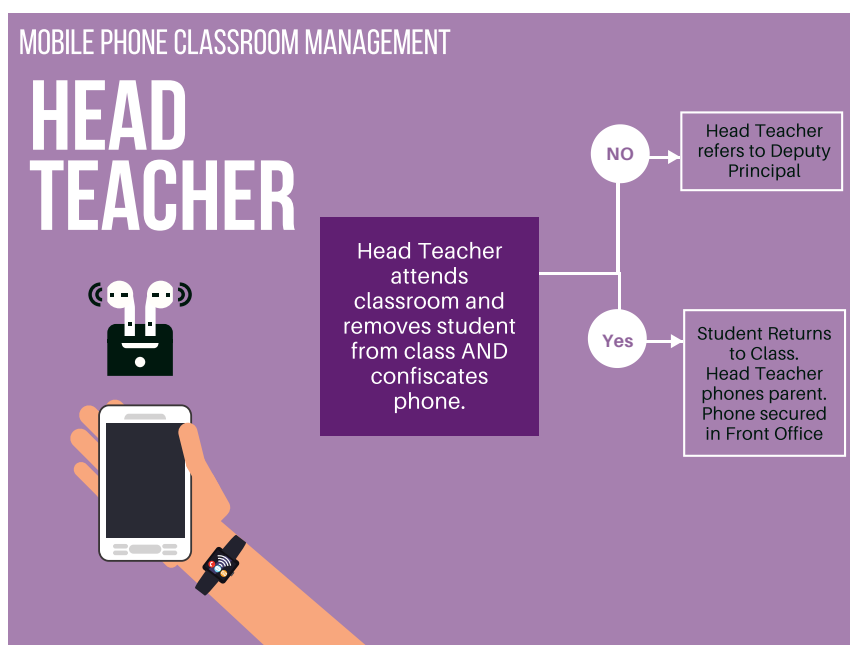 MOBILE PHONE CLASSROOM MANAGEMENT
HEAD
TEACHER
Head Teacher
attends
classroom and
removes student
from class AND
confiscates
phone.
NO
Head Teacher
refers to Deputy
Principal
Yes
Student Returns
to Class.
Head Teacher
phones parent.
Phone secured
in Front Office